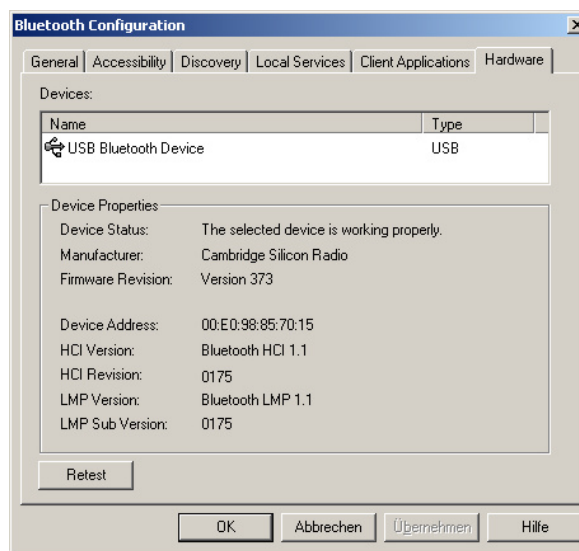 Bluetooth Configuration
General Accessibility Discovery Local Services Client Applications Hardware
Devices:
Name Type
USB Bluetooth Device USB
Device Properties
Device Status: The selected device is working properly.
Manufacturer: Cambridge Silicon Radio
Firmware Revision: Version 373
Device Address: 00:E0:98:85:70:15
HCI Version: Bluetooth HCI 1.1
HCI Revision: 0175
LMP Version: Bluetooth LMP 1.1
LMP Sub Version: 0175
Retest
OK Abbrechen Übernehmen Hilfe